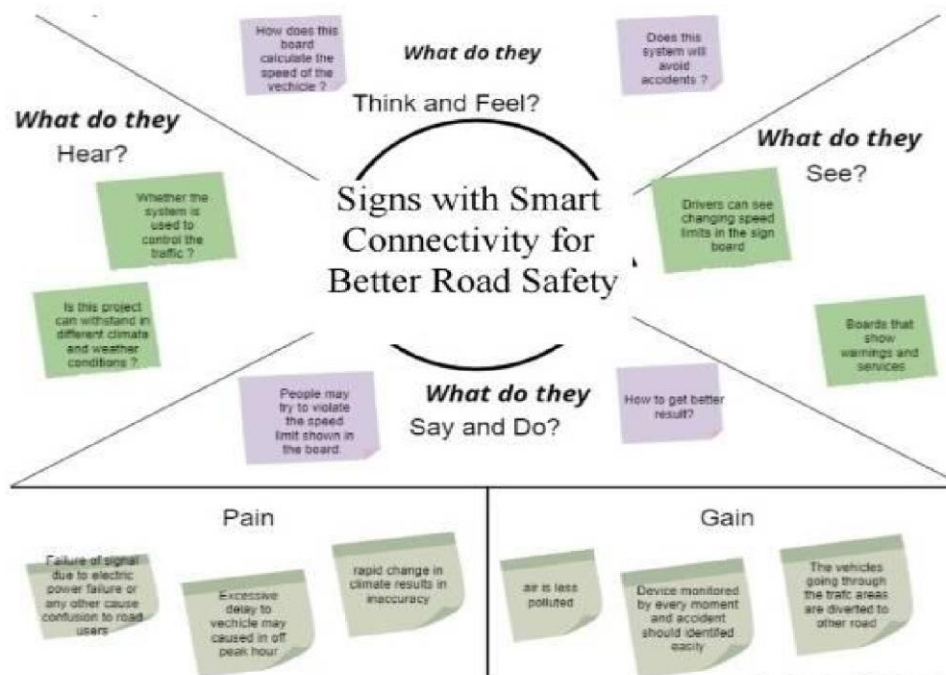 How does this
board
calculate the
speed of the
vechicle ?
What do they
Think and Feel?
Does this
system will
avoid
accidents ?
What do they
Hear?
Whether the
system is
used to
control the
traffic ?
Is this project
can withstand in
different climate
and weather
conditions ?
Signs with Smart
Connectivity for
Better Road Safety
What do they
See?
Drivers can see
changing speed
limits in the sign
board
Boards that
show
warnings and
services
People may
try to violate
the speed
limit shown in
the board.
What do they
Say and Do?
How to get better
result?
Pain
Failure of signal
due to electric
power failure or
any other cause
confusion to road
users
Excessive
delay to
vechicle may
caused in off
peak hour
rapid change in
climate results in
inaccuracy
Gain
air is less
polluted
Device monitored
by every moment
and accident
should identifed
easitly
The vehicles
going through
the trafc areas
are diverted to
other road